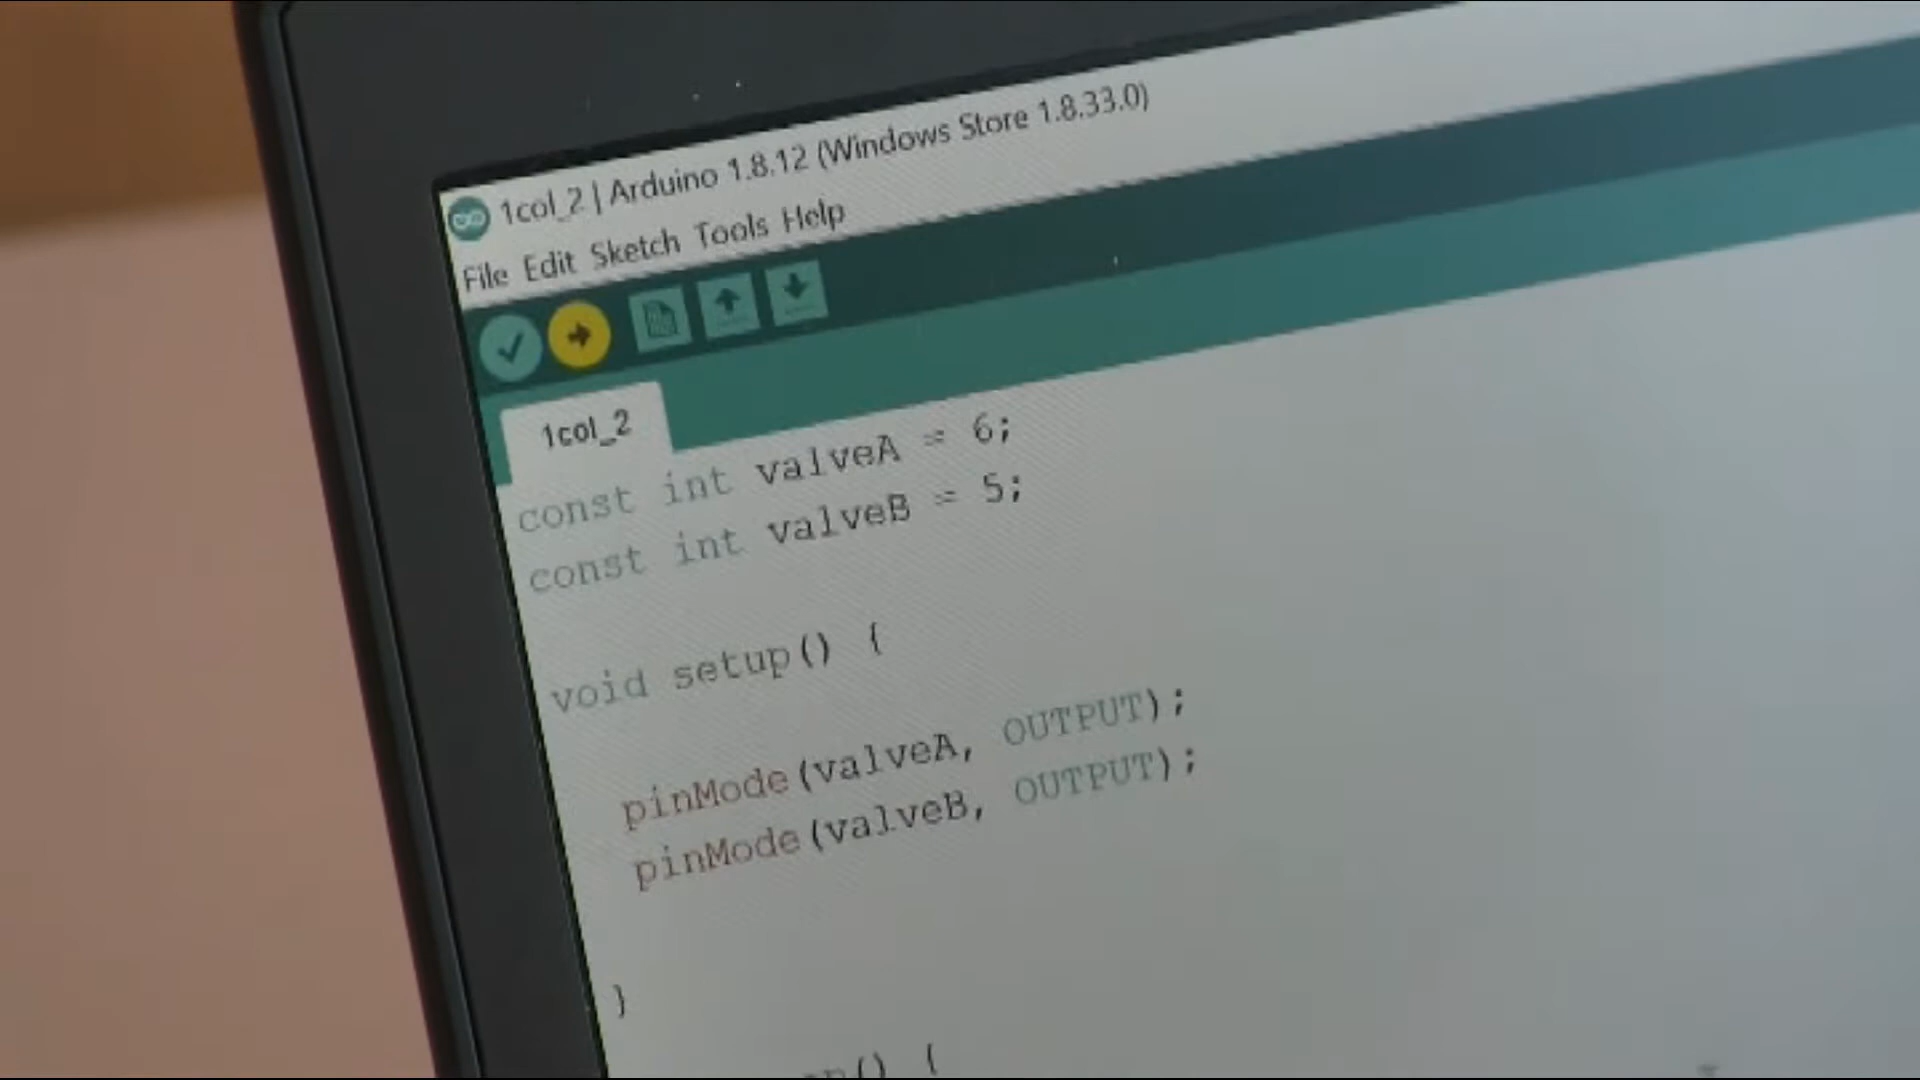 1col_2 | Arduino 1.8.12 (Windows Store 1.8.33.0)
File Edit Sketch Tools Help
1col_2
const int valveA = 6;
const int valveB = 5;
void setup() {
pinMode(valveA, OUTPUT);
pinMode(valveB, OUTPUT);
}
() {